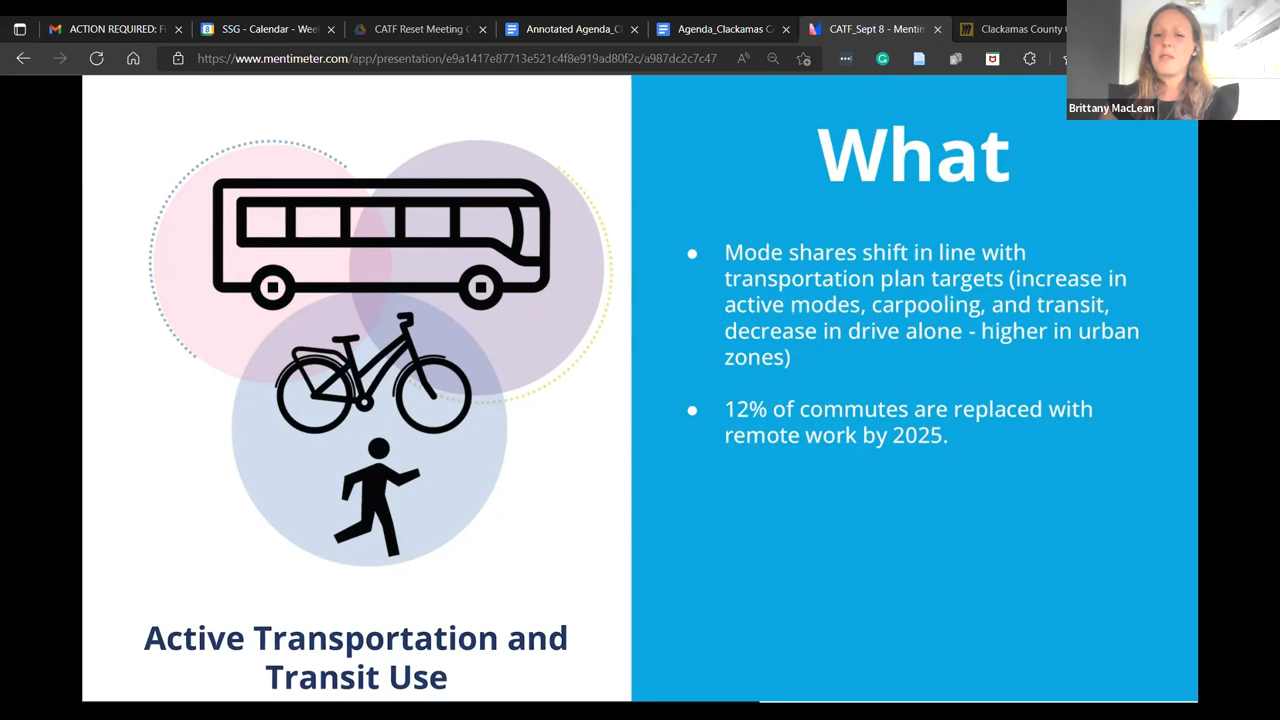 ACTION REQUIRED: Fi
SSG - Calendar - Wee
CATF Reset Meeting
Annotated Agenda_C
Agenda_Clackamas C
CATF_Sept 8 - Mentin
Clackamas County
https://www.mentimeter.com/app/presentation/e9a1417e87713e521c4f8e919ad80f2c/a987dc2c7c47
Brittany MacLean
What
● Mode shares shift in line with
transportation plan targets (increase in
active modes, carpooling, and transit,
decrease in drive alone - higher in urban
zones)
● 12% of commutes are replaced with
remote work by 2025.
Active Transportation and
Transit Use